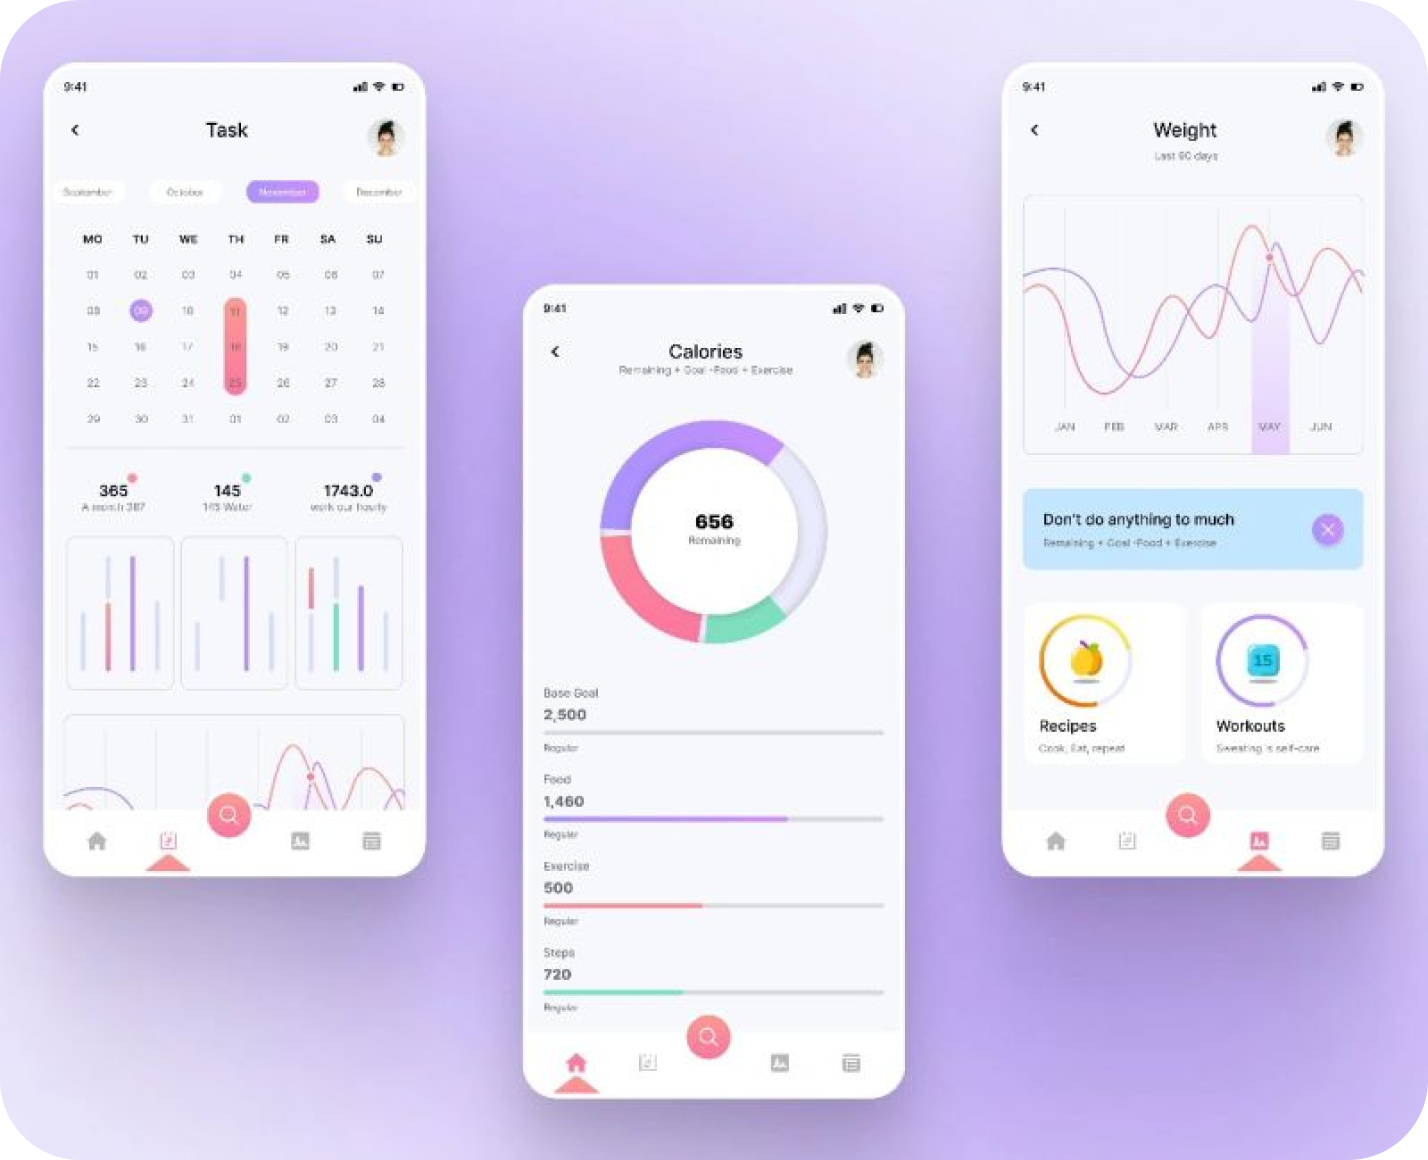 9:41
Task
September
October
November
December
MO TU WE TH FR SA SU
01 02 03 04 05 06 07
08 09 10 11 12 13 14
15 16 17 18 19 20 21
22 23 24 25 26 27 28
29 30 31 01 02 03 04
365
A month 387
145
145 Water
1743.0
work our hourly
9:41
Calories
Remaining + Goal -Food + Exercise
656
Remaining
Base Goal
2,500
Regular
Food
1,460
Regular
Exercise
500
Regular
Steps
720
Regular
9:41
Weight
Last 90 days
JAN FEB MAR APR MAY JUN
Don't do anything to much
Remaining + Goal -Food + Exercise
15
Recipes
Cook, Eat, repeat
Workouts
Sweating is self-care